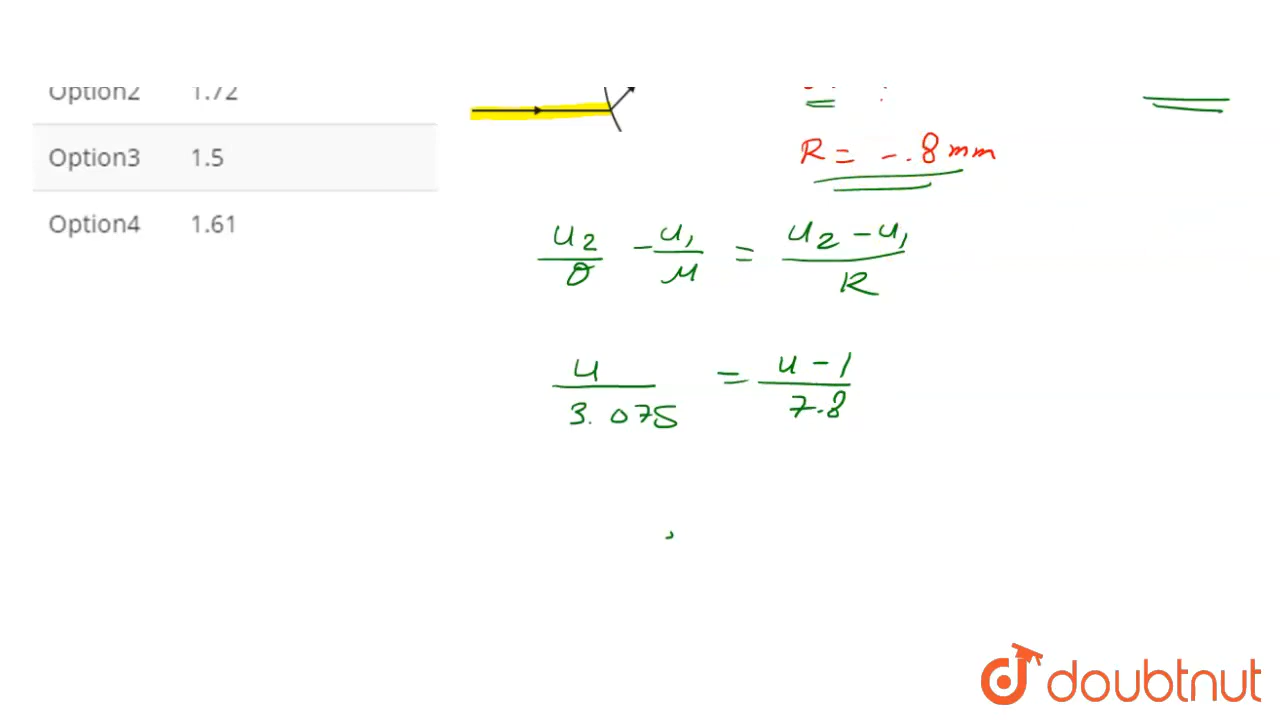 Option2 1.72
Option3 1.5
Option4 1.61
R = -.8 mm
u2/v - u1/u = u2 - u1/R
u/3.075 = u - 1/7.8
doubtnut